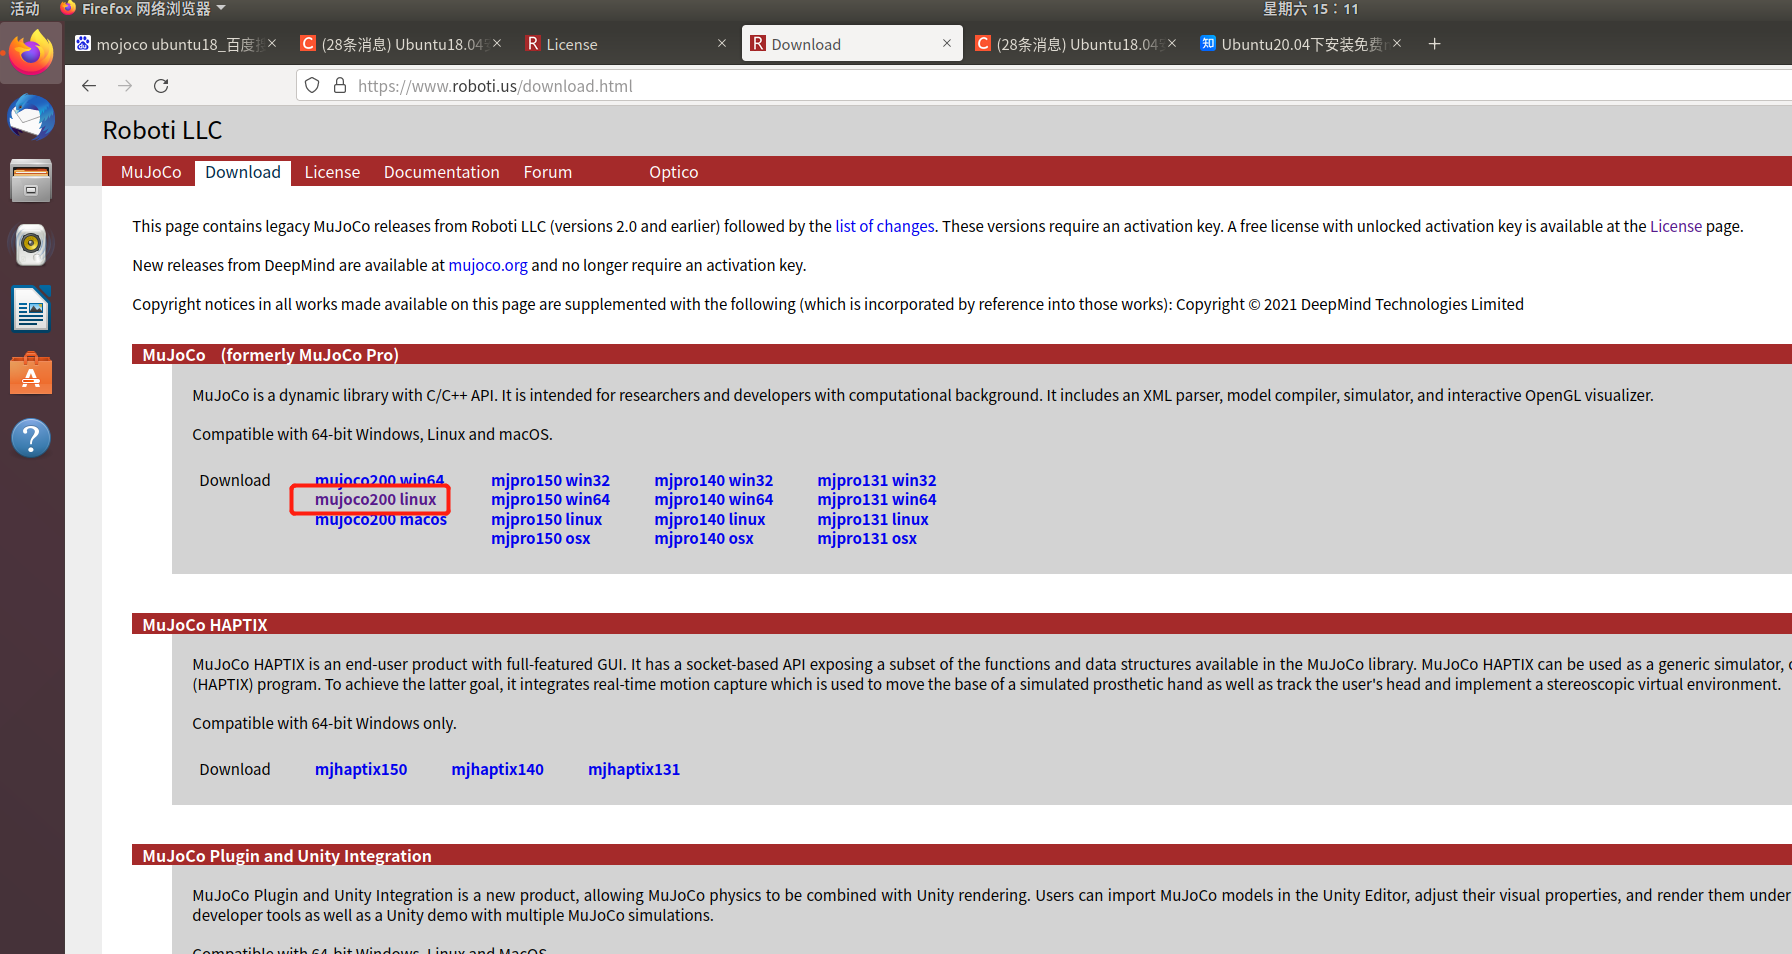 活动 Firefox 网络浏览器 星期六 15：11
mojoco ubuntu18_百度 (28条消息) Ubuntu18.04 License Download (28条消息) Ubuntu18.04 Ubuntu20.04下安装免费
https://www.roboti.us/download.html
Roboti LLC
MuJoCo Download License Documentation Forum Optico
This page contains legacy MuJoCo releases from Roboti LLC (versions 2.0 and earlier) followed by the list of changes. These versions require an activation key. A free license with unlocked activation key is available at the License page.
New releases from DeepMind are available at mujoco.org and no longer require an activation key.
Copyright notices in all works made available on this page are supplemented with the following (which is incorporated by reference into those works): Copyright © 2021 DeepMind Technologies Limited
MuJoCo (formerly MuJoCo Pro)
MuJoCo is a dynamic library with C/C++ API. It is intended for researchers and developers with computational background. It includes an XML parser, model compiler, simulator, and interactive OpenGL visualizer.
Compatible with 64-bit Windows, Linux and macOS.
Download mujoco200 win64 mjpro150 win32 mjpro140 win32 mjpro131 win32
mujoco200 linux mjpro150 win64 mjpro140 win64 mjpro131 win64
mujoco200 macos mjpro150 linux mjpro140 linux mjpro131 linux
mjpro150 osx mjpro140 osx mjpro131 osx
MuJoCo HAPTIX
MuJoCo HAPTIX is an end-user product with full-featured GUI. It has a socket-based API exposing a subset of the functions and data structures available in the MuJoCo library. MuJoCo HAPTIX can be used as a generic simulator,
(HAPTIX) program. To achieve the latter goal, it integrates real-time motion capture which is used to move the base of a simulated prosthetic hand as well as track the user's head and implement a stereoscopic virtual environment.
Compatible with 64-bit Windows only.
Download mjhaptix150 mjhaptix140 mjhaptix131
MuJoCo Plugin and Unity Integration
MuJoCo Plugin and Unity Integration is a new product, allowing MuJoCo physics to be combined with Unity rendering. Users can import MuJoCo models in the Unity Editor, adjust their visual properties, and render them under
developer tools as well as a Unity demo with multiple MuJoCo simulations.
Compatible with 64-bit Windows, Linux and MacOS.